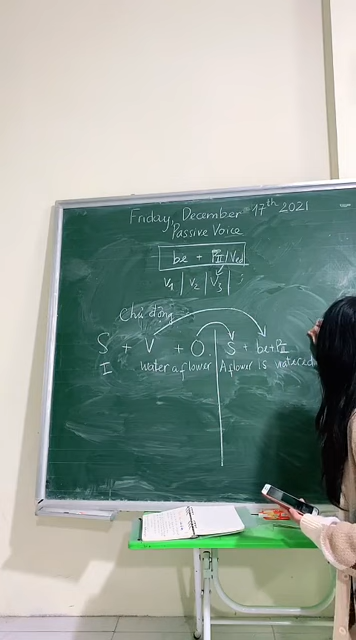 Friday, December 17th 2021
Passive Voice
be + PII/Ved
V1 | V2 | V3 |
Chủ động
S + V + O S + be + PII
I water a flower A flower is watered